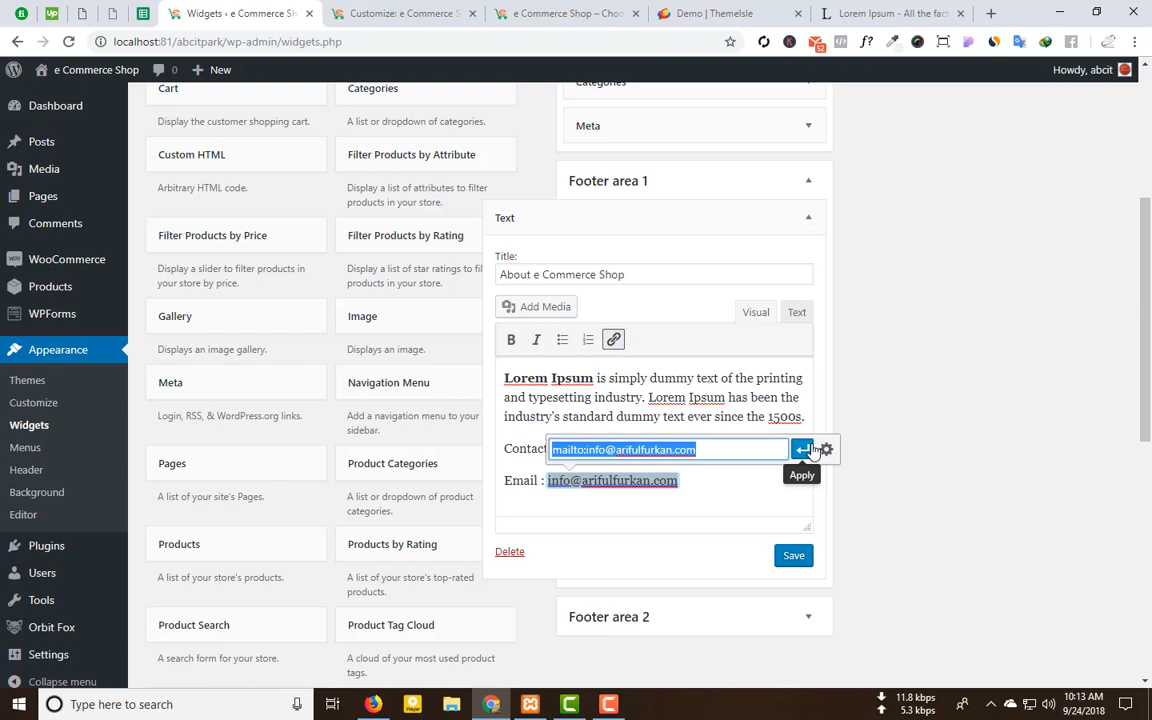 Widgets ‹ e Commerce Sh
Customize: e Commerce S
e Commerce Shop – Choo
Demo | ThemeIsle
Lorem Ipsum - All the fact
localhost:81/abcitpark/wp-admin/widgets.php
e Commerce Shop
0
New
Howdy, abcit
Dashboard
Posts
Media
Pages
Comments
WooCommerce
Products
WPForms
Appearance
Themes
Customize
Widgets
Menus
Header
Background
Editor
Plugins
Users
Tools
Orbit Fox
Settings
Collapse menu
Cart
Display the customer shopping cart.
Custom HTML
Arbitrary HTML code.
Filter Products by Price
Display a slider to filter products in
your store by price.
Gallery
Displays an image gallery.
Meta
Login, RSS, & WordPress.org links.
Pages
A list of your site's Pages.
Products
A list of your store's products.
Product Search
A search form for your store.
Categories
A list or dropdown of categories.
Filter Products by Attribute
Display a list of attributes to filter
products in your store.
Filter Products by Rating
Display a list of star ratings to filter
products in your store.
Image
Displays an image.
Navigation Menu
Add a navigation menu to your
sidebar.
Product Categories
A list or dropdown of product
categories.
Products by Rating
A list of your store's top-rated
products.
Product Tag Cloud
A cloud of your most used product
tags.
Categories
Meta
Footer area 1
Text
Title:
About e Commerce Shop
Add Media
Visual
Text
B I
Lorem Ipsum is simply dummy text of the printing
and typesetting industry. Lorem Ipsum has been the
industry's standard dummy text ever since the 1500s.
Contact
mailto:info@arifulfurkan.com
Apply
Email : info@arifulfurkan.com
Delete
Save
Footer area 2
Type here to search
11.8 kbps
5.3 kbps
10:13 AM
9/24/2018